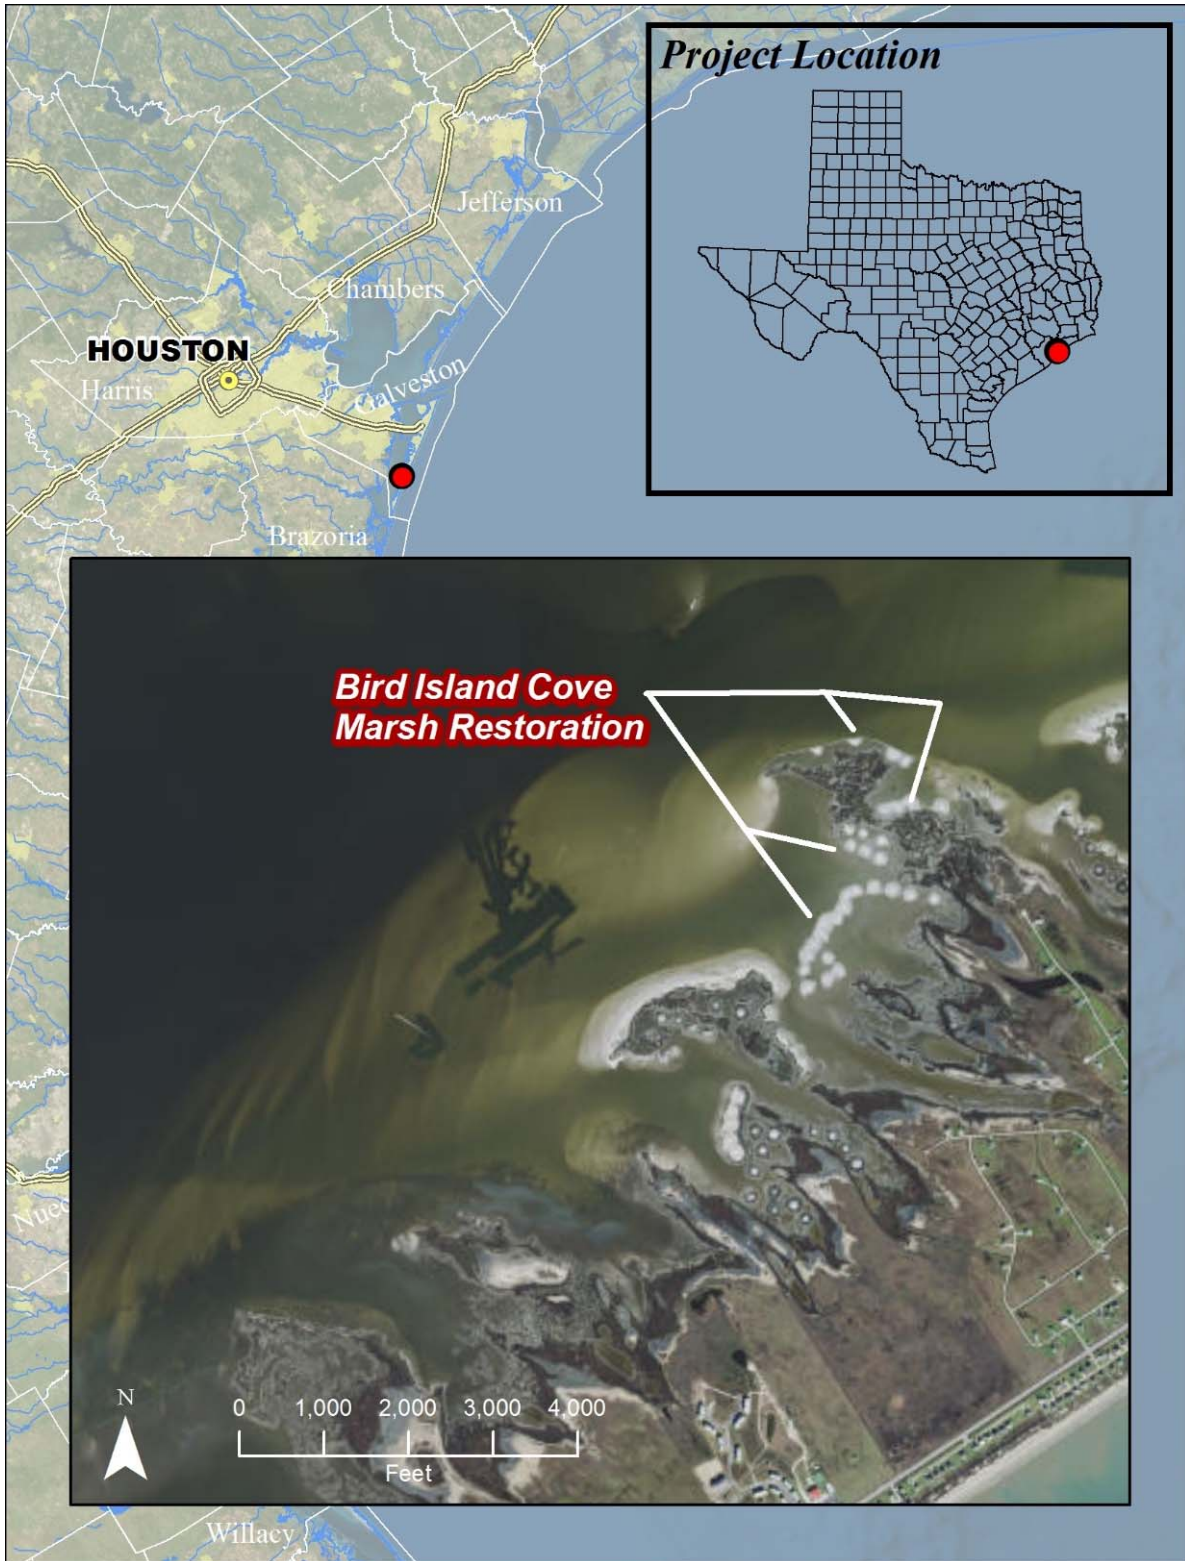 Project Location
Jefferson
Chambers
HOUSTON
Harris
Galveston
Brazoria
Bird Island Cove
Marsh Restoration
Nuec
N
0 1,000 2,000 3,000 4,000
Feet
Willacy